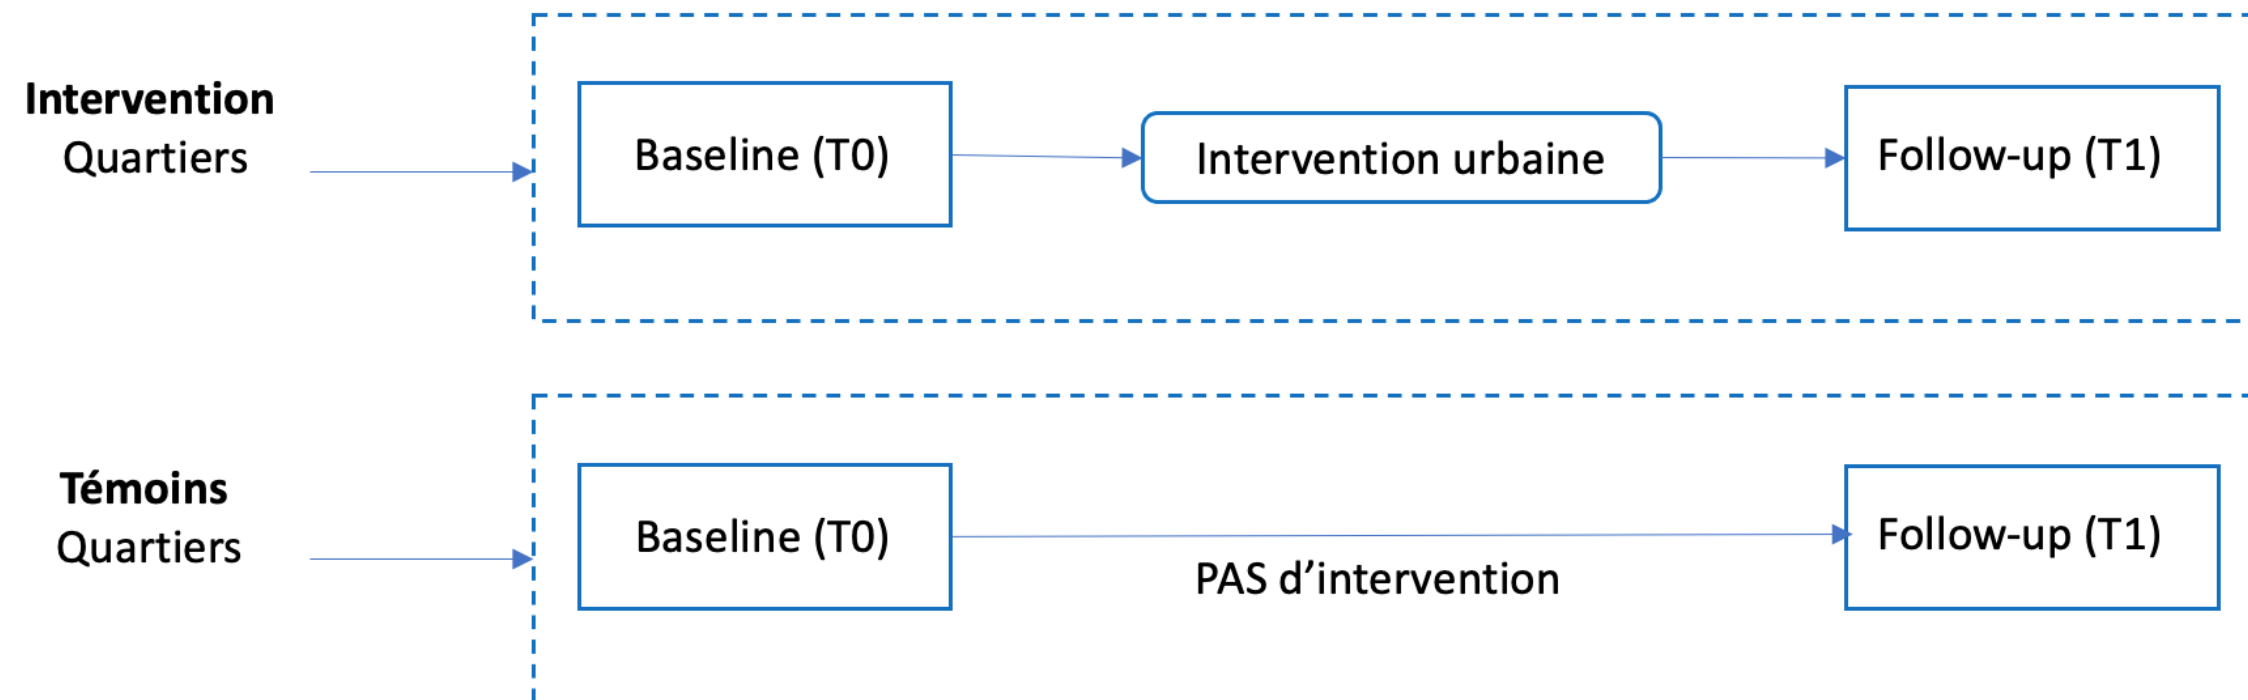 Intervention
Quartiers
Baseline (T0)
Intervention urbaine
Follow-up (T1)
Témoins
Quartiers
Baseline (T0)
PAS d’intervention
Follow-up (T1)